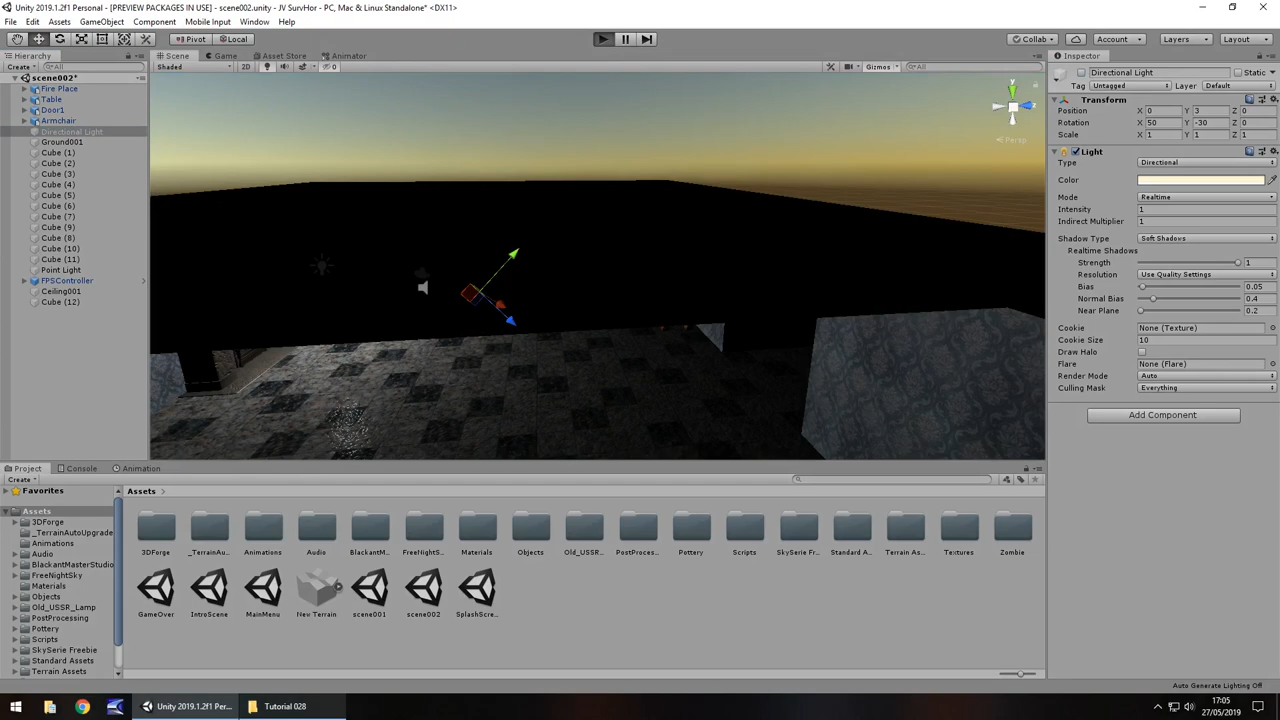 Unity 2019.1.2f1 Personal - [PREVIEW PACKAGES IN USE] - scene002.unity - JV SurvHor - PC, Mac & Linux Standalone* <DX11>
File Edit Assets GameObject Component Mobile Input Window JV Help
Pivot Local Collab Account Layers Layout
Hierarchy Scene Game Asset Store Animator Inspector
Create All Shaded 2D 0 Gizmos All
Directional Light Static
Tag Untagged Layer Default
scene002*
Fire Place
Table
Door1
Armchair
Directional Light
Ground001
Cube (1)
Cube (2)
Cube (3)
Cube (4)
Cube (5)
Cube (6)
Cube (7)
Cube (9)
Cube (8)
Cube (10)
Cube (11)
Point Light
FPSController
Ceiling001
Cube (12)
y
z
Persp
Transform
Position X 0 Y 3 Z 0
Rotation X 50 Y -30 Z 0
Scale X 1 Y 1 Z 1
Light
Type Directional
Color
Mode Realtime
Intensity 1
Indirect Multiplier 1
Shadow Type Soft Shadows
Realtime Shadows
Strength 1
Resolution Use Quality Settings
Bias 0.05
Normal Bias 0.4
Near Plane 0.2
Cookie None (Texture)
Cookie Size 10
Draw Halo
Flare None (Flare)
Render Mode Auto
Culling Mask Everything
Add Component
Project Console Animation
Create
Favorites
Assets
3DForge
_TerrainAutoUpgrade
Animations
Audio
BlackantMasterStudio
FreeNightSky
Materials
Objects
Old_USSR_Lamp
PostProcessing
Pottery
Scripts
SkySerie Freebie
Standard Assets
Terrain Assets
Assets
3DForge _TerrainAu... Animations Audio BlackantM... FreeNightS... Materials Objects Old_USSR... PostProces... Pottery Scripts SkySerie Fr... Standard A... Terrain As... Textures Zombie
GameOver IntroScene MainMenu New Terrain scene001 scene002 SplashScre...
Auto Generate Lighting Off
Unity 2019.1.2f1 Per... Tutorial 028
17:05
27/05/2019